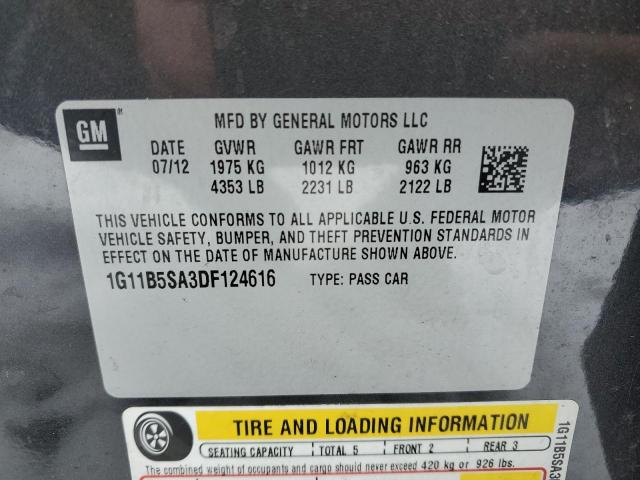 GM
MFD BY GENERAL MOTORS LLC
DATE GVWR GAWR FRT GAWR RR
07/12 1975 KG 1012 KG 963 KG
4353 LB 2231 LB 2122 LB
THIS VEHICLE CONFORMS TO ALL APPLICABLE U.S. FEDERAL MOTOR
VEHICLE SAFETY, BUMPER, AND THEFT PREVENTION STANDARDS
IN EFFECT ON THE DATE OF MANUFACTURE SHOWN ABOVE.
1G11B5SA3DF124616 TYPE: PASS CAR
TIRE AND LOADING INFORMATION
SEATING CAPACITY TOTAL 5 FRONT 2 REAR 3
The combined weight of occupants and cargo should never exceed 420 kg or 926 lbs.
1G11B5SA3